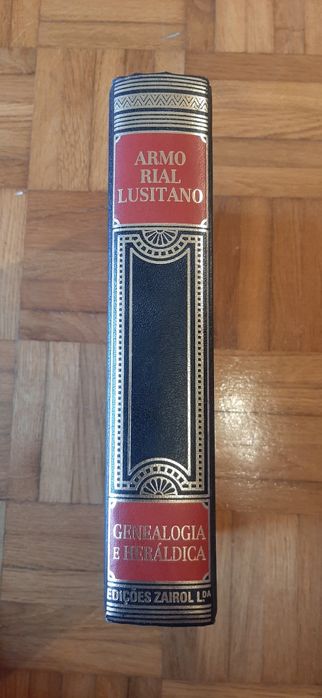 ARMO
RIAL
LUSITANO
GENEALOGIA
E HERÁLDICA
EDIÇÕES ZAIROL LDA